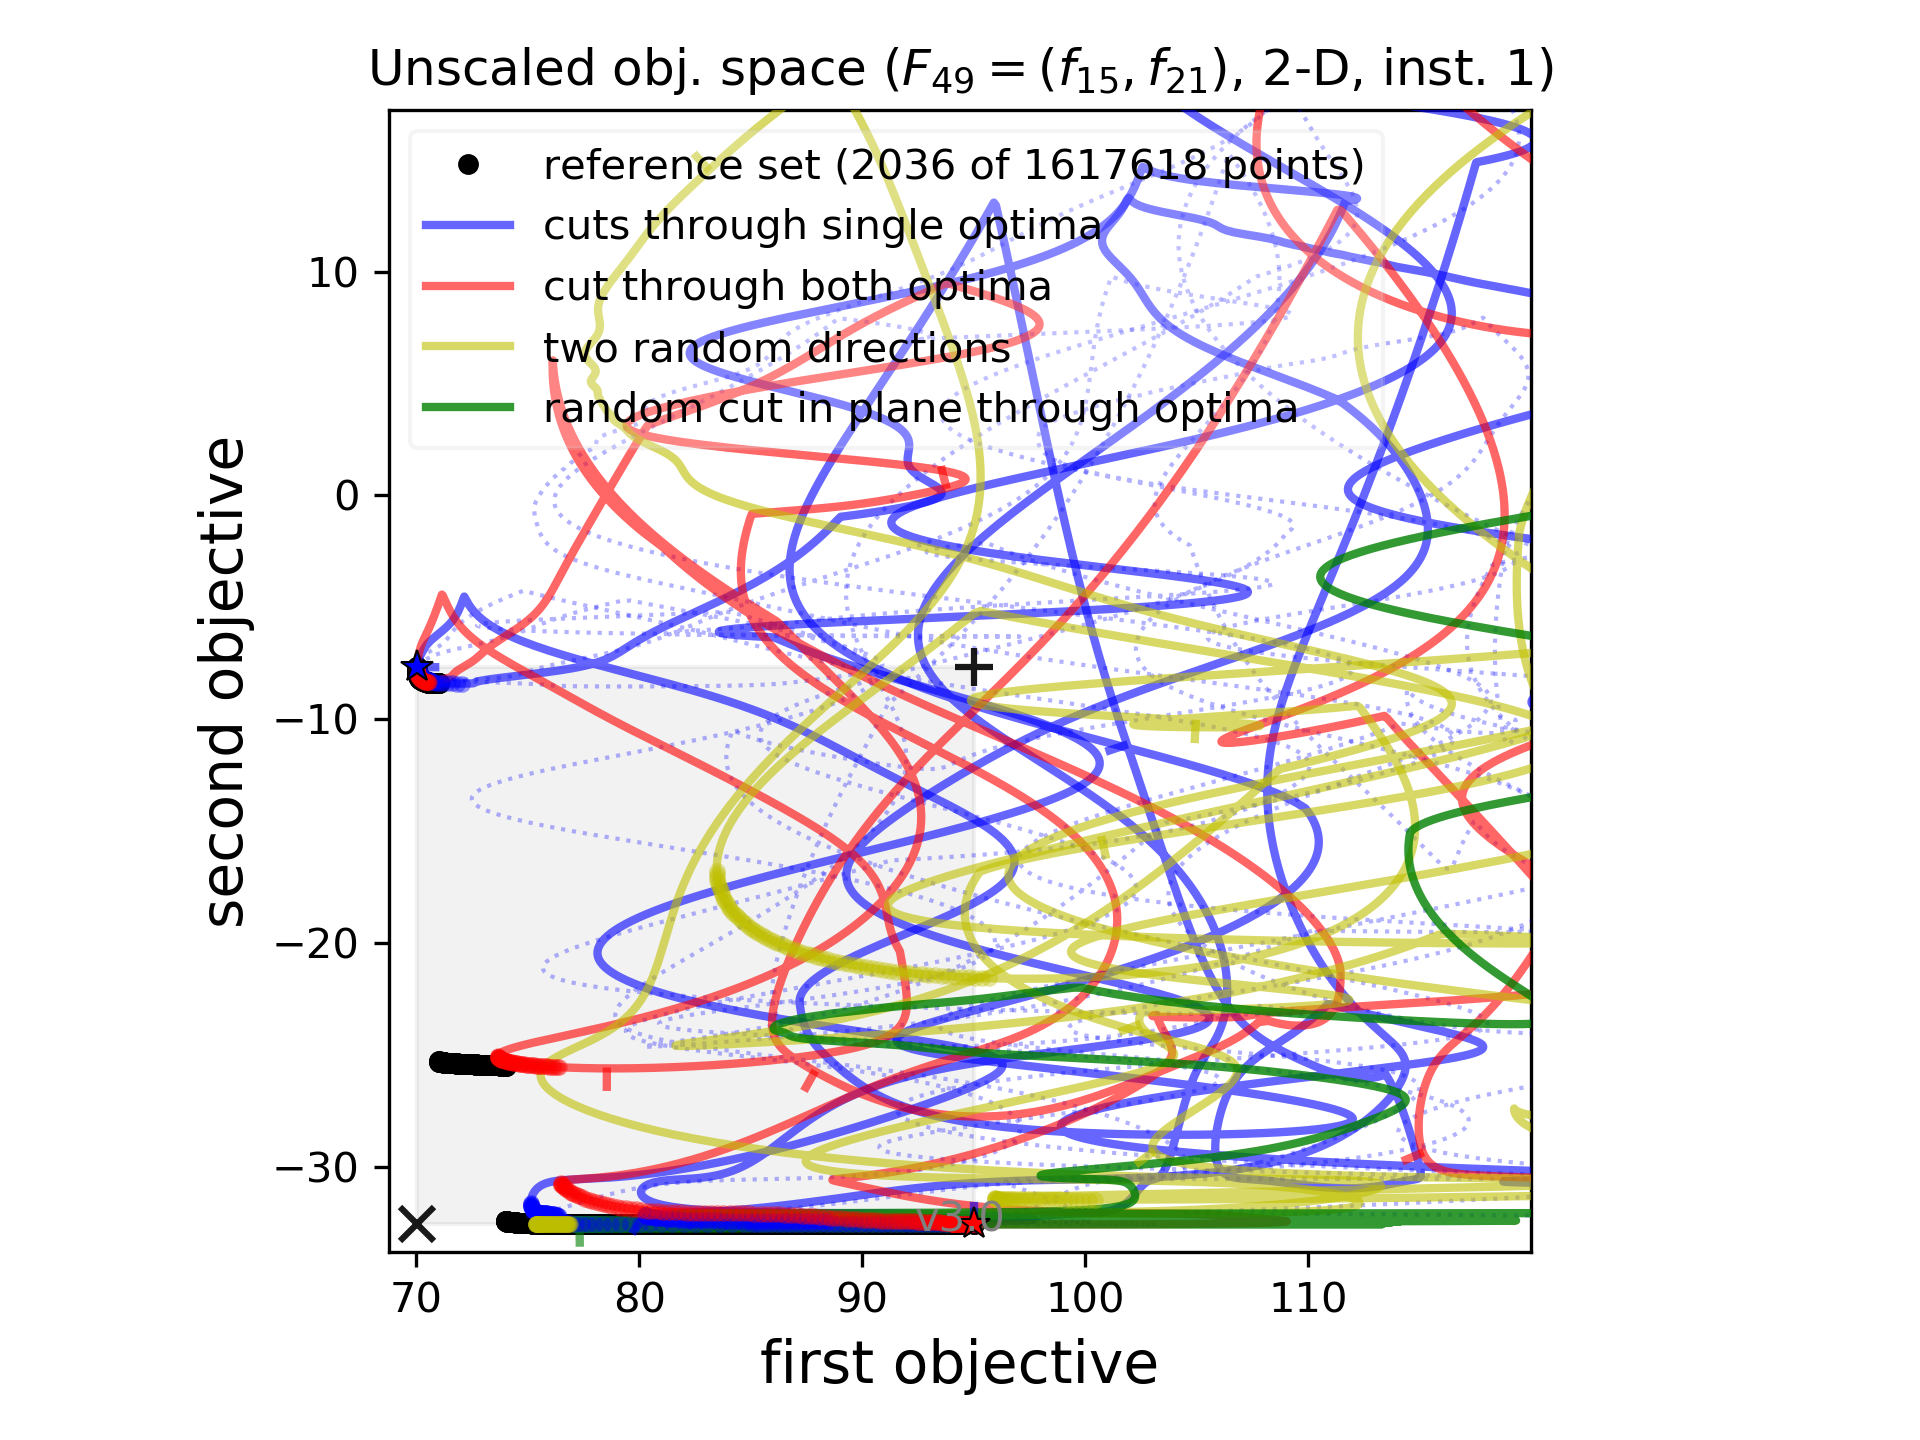 Unscaled obj. space (F₄₉ = (f₁₅, f₂₁), 2-D, inst. 1)
reference set (2036 of 1617618 points)
cuts through single optima
cut through both optima
two random directions
random cut in plane through optima
10
0
−10
−20
−30
second objective
v3.0
70 80 90 100 110
first objective